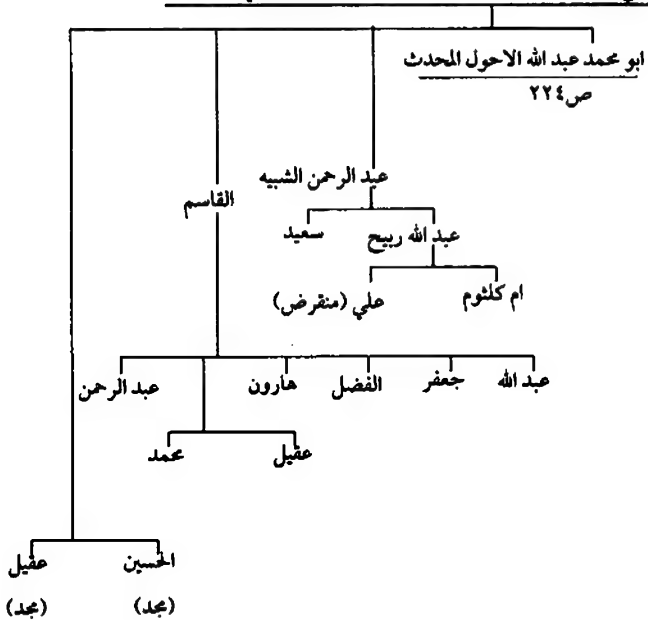 ابو محمد عبد الله الاحول المحدث
ص٢٢٤
عبد الرحمن الشبيه
القاسم
عبد الله ربيح
سعيد
ام كلثوم
علي (منقرض)
عبد الله
جعفر
الفضل
هارون
عبد الرحمن
عقيل
محمد
الحسين
عقيل
(مجد)
(مجد)